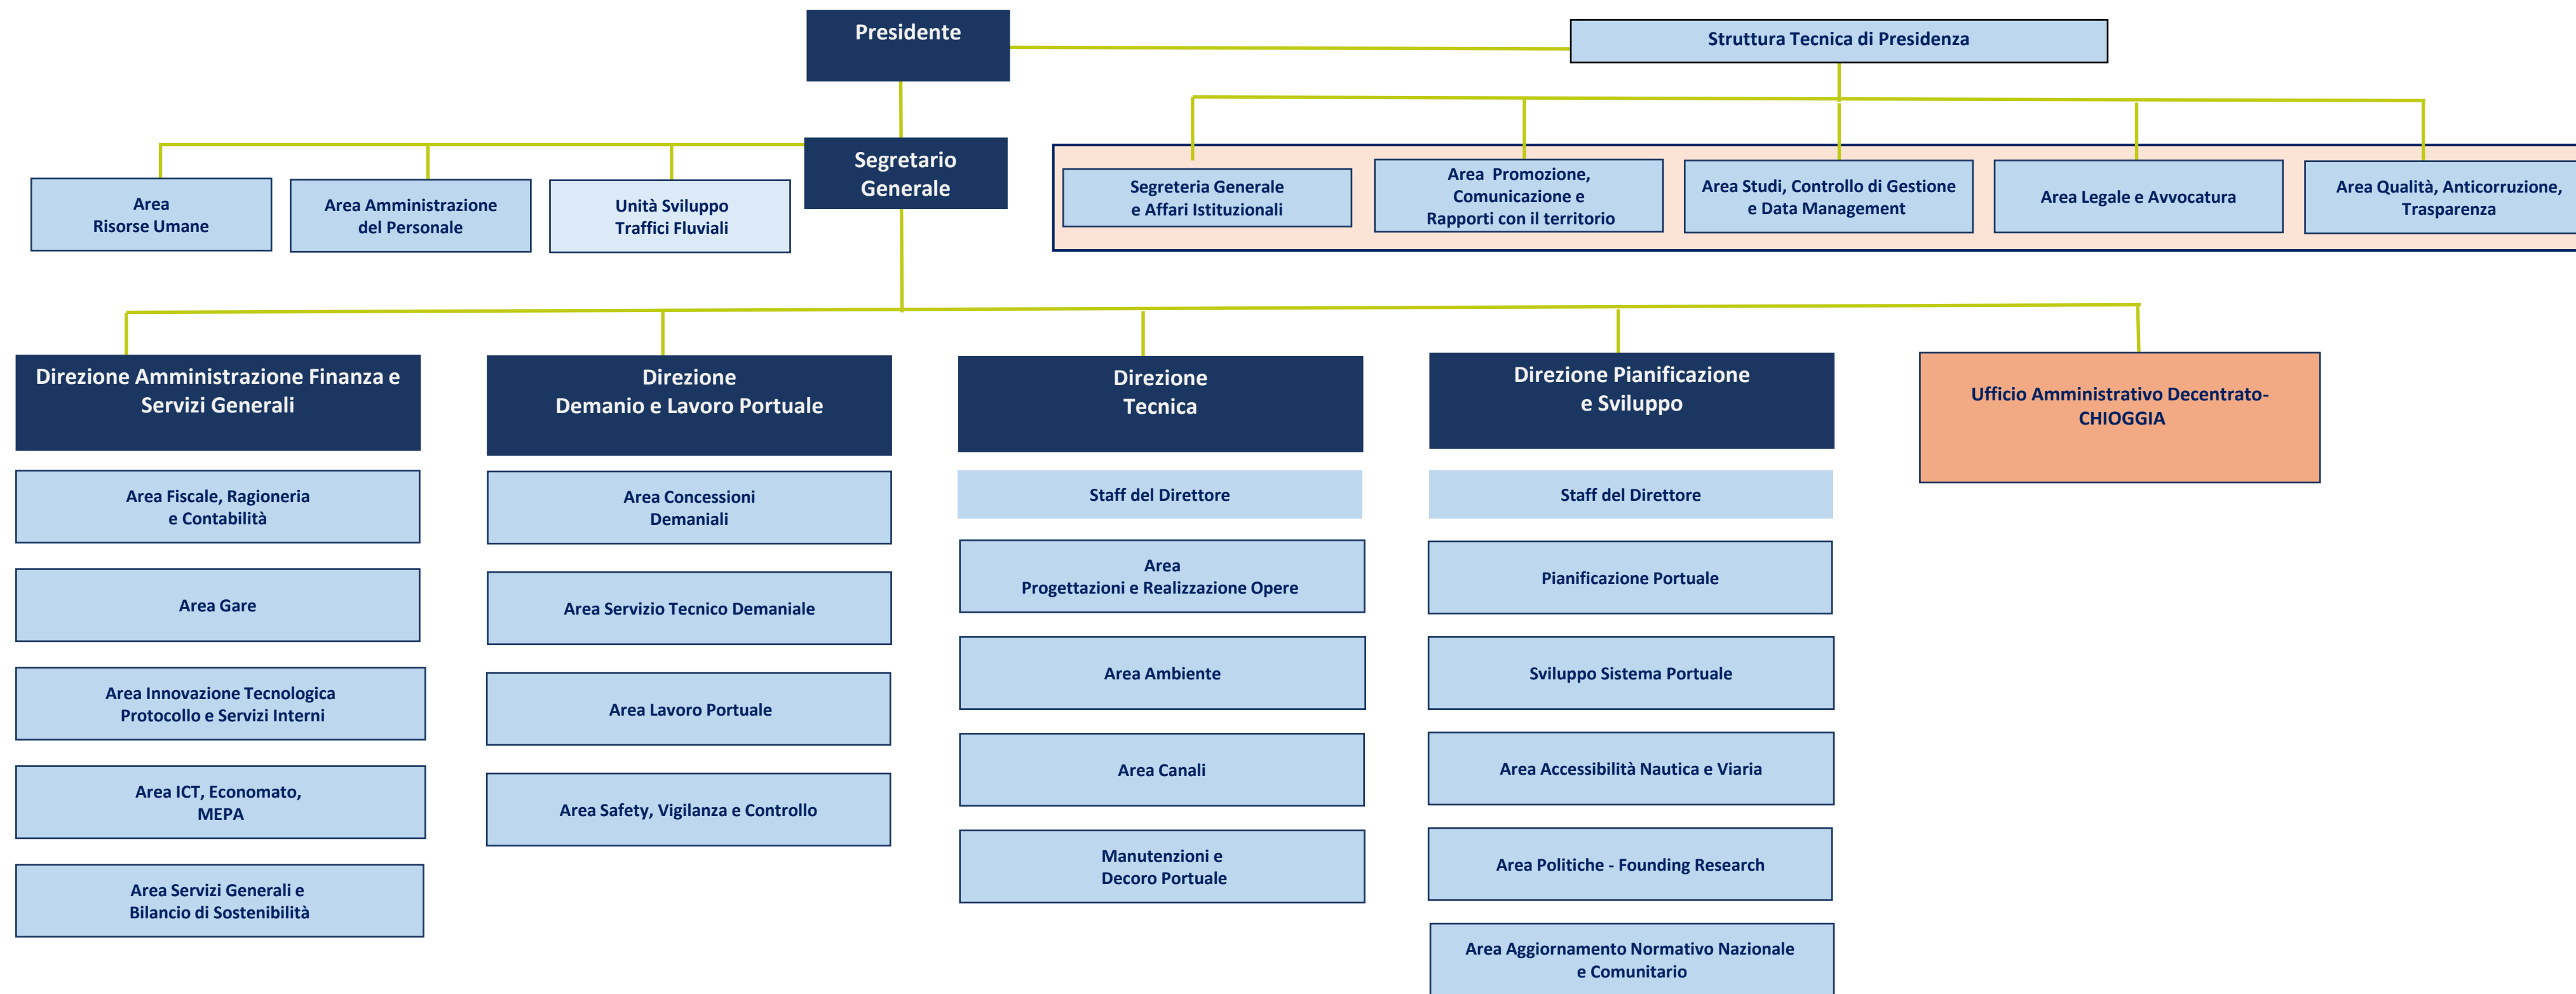 Presidente
Struttura Tecnica di Presidenza
Segretario
Generale
Area
Risorse Umane
Area Amministrazione
del Personale
Unità Sviluppo
Traffici Fluviali
Segreteria Generale
e Affari Istituzionali
Area Promozione,
Comunicazione e
Rapporti con il territorio
Area Studi, Controllo di Gestione
e Data Management
Area Legale e Avvocatura
Area Qualità, Anticorruzione,
Trasparenza
Direzione Amministrazione Finanza e
Servizi Generali
Area Fiscale, Ragioneria
e Contabilità
Area Gare
Area Innovazione Tecnologica
Protocollo e Servizi Interni
Area ICT, Economato,
MEPA
Area Servizi Generali e
Bilancio di Sostenibilità
Direzione
Demanio e Lavoro Portuale
Area Concessioni
Demaniali
Area Servizio Tecnico Demaniale
Area Lavoro Portuale
Area Safety, Vigilanza e Controllo
Direzione
Tecnica
Staff del Direttore
Area
Progettazioni e Realizzazione Opere
Area Ambiente
Area Canali
Manutenzioni e
Decoro Portuale
Direzione Pianificazione
e Sviluppo
Staff del Direttore
Pianificazione Portuale
Sviluppo Sistema Portuale
Area Accessibilità Nautica e Viaria
Area Politiche - Founding Research
Area Aggiornamento Normativo Nazionale
e Comunitario
Ufficio Amministrativo Decentrato-
CHIOGGIA